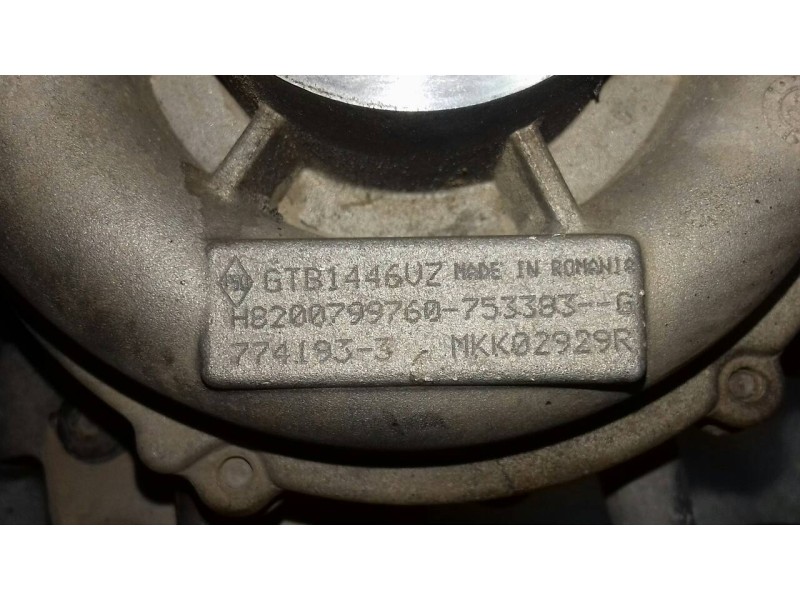 GTB1446VZ MADE IN ROMANIA
H8200799760-753383--G
774193-3 MKK02929R